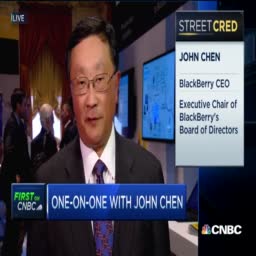 LIVE
STREETCRED
JOHN CHEN
BlackBerry CEO
Executive Chair of
BlackBerry's
Board of Directors
FIRST ON
CNBC
ONE-ON-ONE WITH JOHN CHEN
CNBC